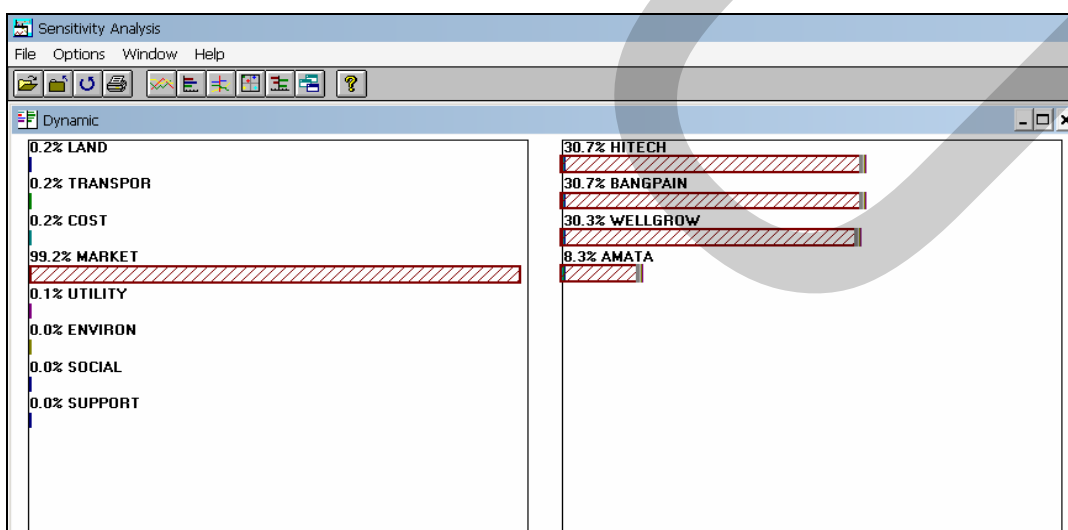 Sensitivity Analysis
File Options Window Help
?
Dynamic
0.2% LAND
0.2% TRANSPOR
0.2% COST
99.2% MARKET
0.1% UTILITY
0.0% ENVIRON
0.0% SOCIAL
0.0% SUPPORT
30.7% HITECH
30.7% BANGPAIN
30.3% WELLGROW
8.3% AMATA